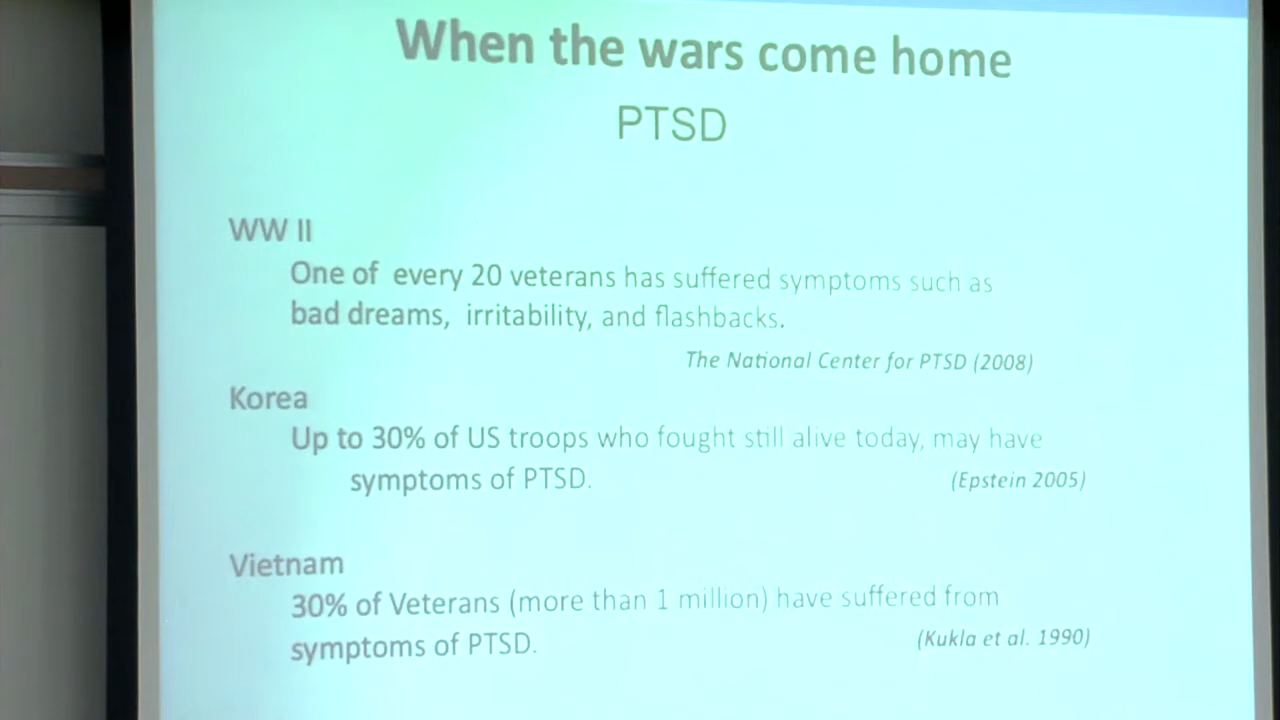 When the wars come home
PTSD
WW II
One of every 20 veterans has suffered symptoms such as
bad dreams, irritability, and flashbacks.
The National Center for PTSD (2008)
Korea
Up to 30% of US troops who fought still alive today, may have
symptoms of PTSD.
(Epstein 2005)
Vietnam
30% of Veterans (more than 1 million) have suffered from
symptoms of PTSD.
(Kukla et al. 1990)